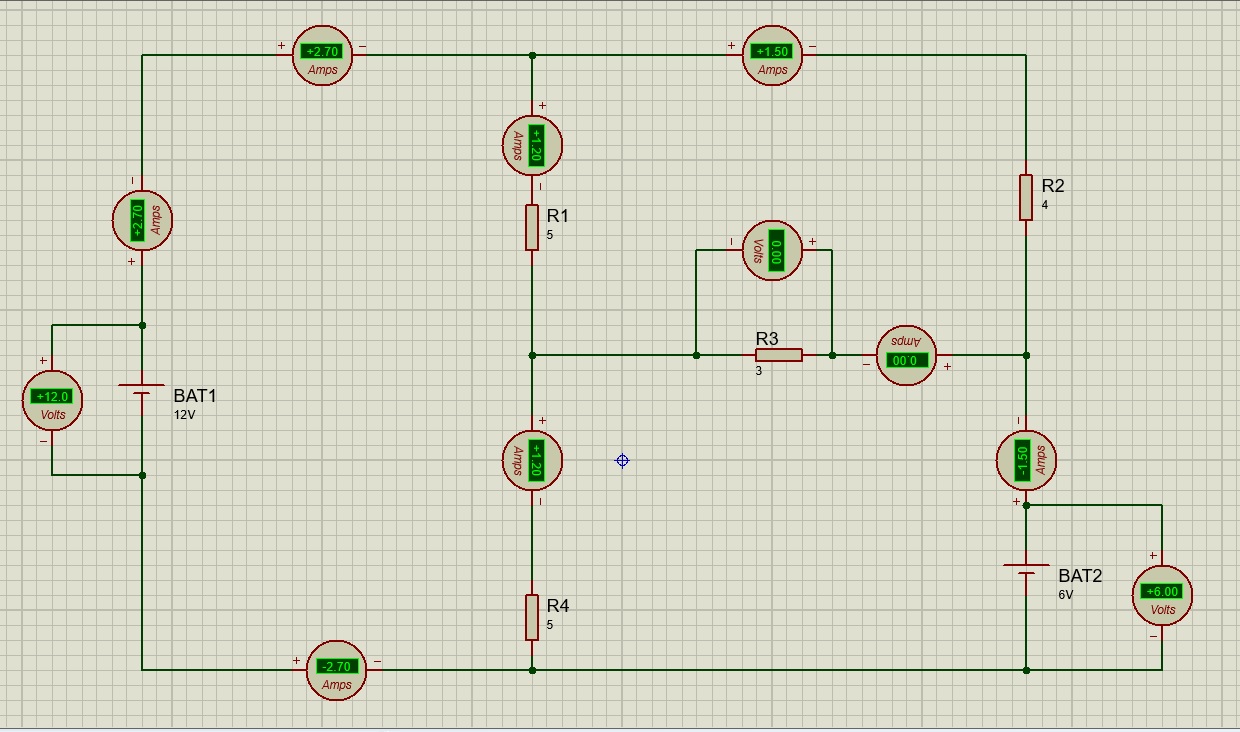 + +2.70 −
Amps
+ +1.50 −
Amps
+
+1.20
Amps
−
−
+2.70
Amps
+
R1
5
R2
4
− 0.00 +
Volts
R3
3
Amps
− 0.00 +
+
+12.0
Volts
−
BAT1
12V
+
+1.20
Amps
−
−
-1.50
Amps
+
BAT2
6V
+
+6.00
Volts
−
R4
5
+ -2.70 −
Amps